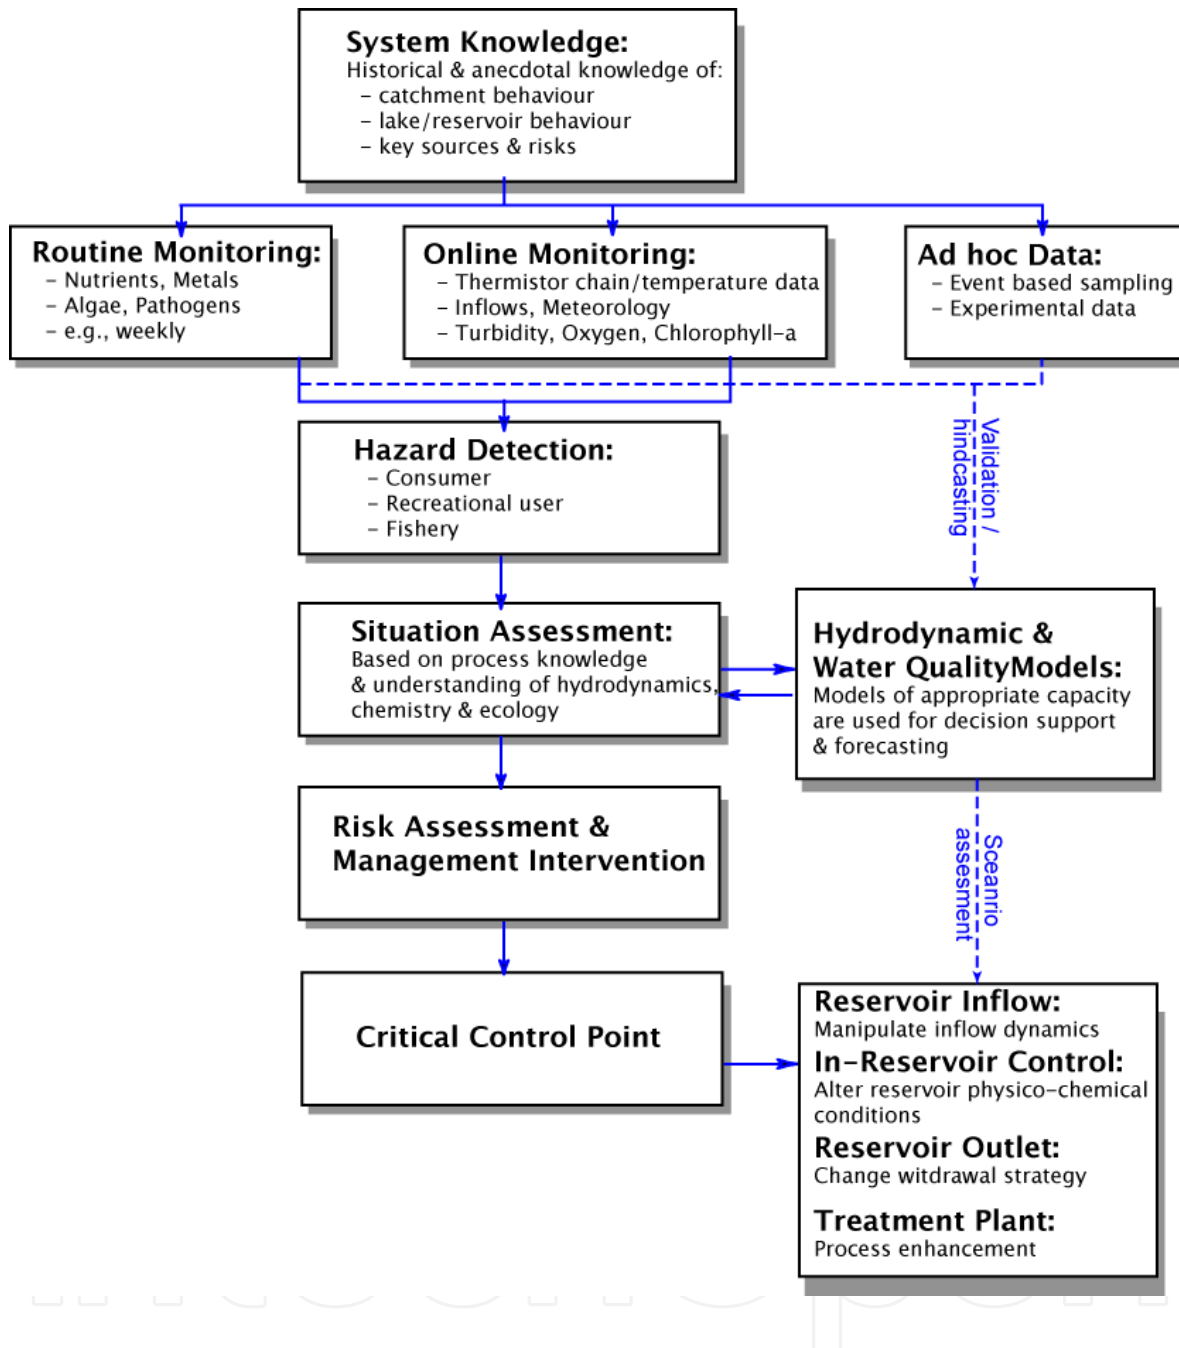 System Knowledge:
Historical & anecdotal knowledge of:
– catchment behaviour
– lake/reservoir behaviour
– key sources & risks
Routine Monitoring:
– Nutrients, Metals
– Algae, Pathogens
– e.g., weekly
Online Monitoring:
– Thermistor chain/temperature data
– Inflows, Meteorology
– Turbidity, Oxygen, Chlorophyll–a
Ad hoc Data:
– Event based sampling
– Experimental data
Validation /
hindcasting
Hazard Detection:
– Consumer
– Recreational user
– Fishery
Situation Assessment:
Based on process knowledge
& understanding of hydrodynamics,
chemistry & ecology
Hydrodynamic &
Water QualityModels:
Models of appropriate capacity
are used for decision support
& forecasting
Risk Assessment &
Management Intervention
Sceanrio
assesment
Critical Control Point
Reservoir Inflow:
Manipulate inflow dynamics
In–Reservoir Control:
Alter reservoir physico–chemical
conditions
Reservoir Outlet:
Change witdrawal strategy
Treatment Plant:
Process enhancement